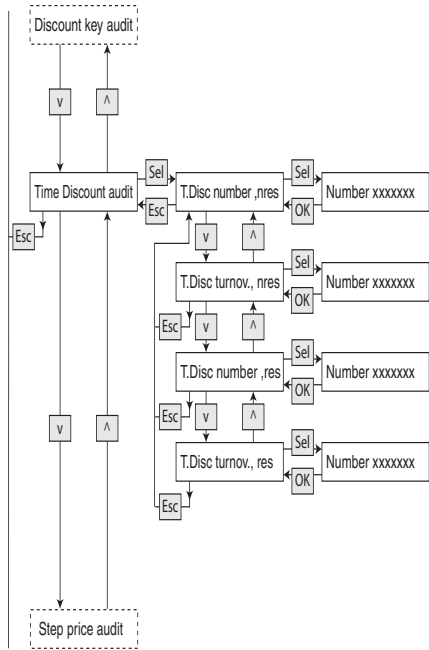 Discount key audit
v ^
Sel Sel
Time Discount audit T.Disc number ,nres Number xxxxxxx
Esc OK
Esc v ^
Sel
T.Disc turnov., nres Number xxxxxxx
OK
Esc v ^
Sel
T.Disc number ,res Number xxxxxxx
OK
Esc v ^
v ^
Sel
T.Disc turnov., res Number xxxxxxx
OK
Esc
Step price audit